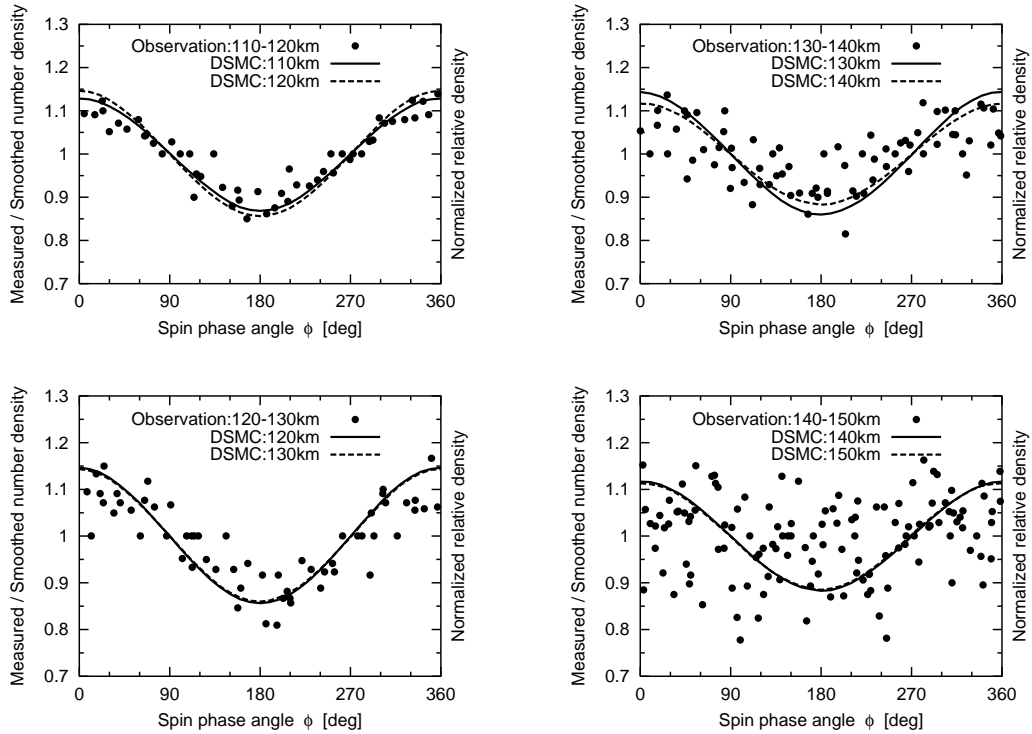 Observation:110-120km
DSMC:110km
DSMC:120km
1.3
1.2
1.1
1
0.9
0.8
0.7
0 90 180 270 360
Spin phase angle ϕ [deg]
Measured / Smoothed number density
Normalized relative density
Observation:130-140km
DSMC:130km
DSMC:140km
1.3
1.2
1.1
1
0.9
0.8
0.7
0 90 180 270 360
Spin phase angle ϕ [deg]
Measured / Smoothed number density
Normalized relative density
Observation:120-130km
DSMC:120km
DSMC:130km
1.3
1.2
1.1
1
0.9
0.8
0.7
0 90 180 270 360
Spin phase angle ϕ [deg]
Measured / Smoothed number density
Normalized relative density
Observation:140-150km
DSMC:140km
DSMC:150km
1.3
1.2
1.1
1
0.9
0.8
0.7
0 90 180 270 360
Spin phase angle ϕ [deg]
Measured / Smoothed number density
Normalized relative density